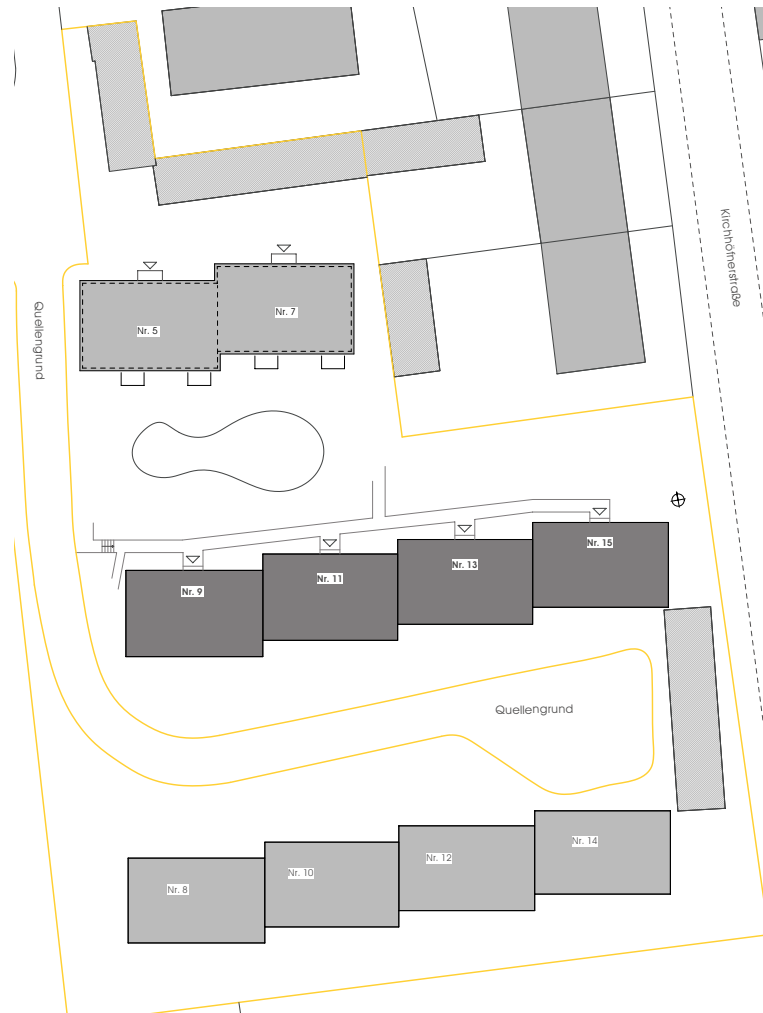 Kirchhöfnerstraße
Quellengrund
Nr. 7
Nr. 5
Nr. 15
Nr. 13
Nr. 11
Nr. 9
Quellengrund
Nr. 14
Nr. 12
Nr. 10
Nr. 8